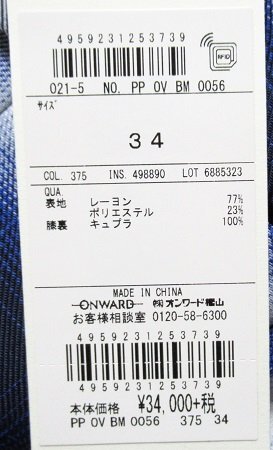 4959253153739
RFID
021-5 NO. PP OV BM 0056
サイズ
34
COL. 375 INS. 498890 LOT 6885323
QUA.
表地 レーヨン 77%
ポリエステル 23%
膝裏 キュプラ 100%
MADE IN CHINA
ONWARD ㈱オンワード樫山
お客様相談室 0120-58-6300
4959253153739
本体価格 ¥34,000+税
PP OV BM 0056 375 34